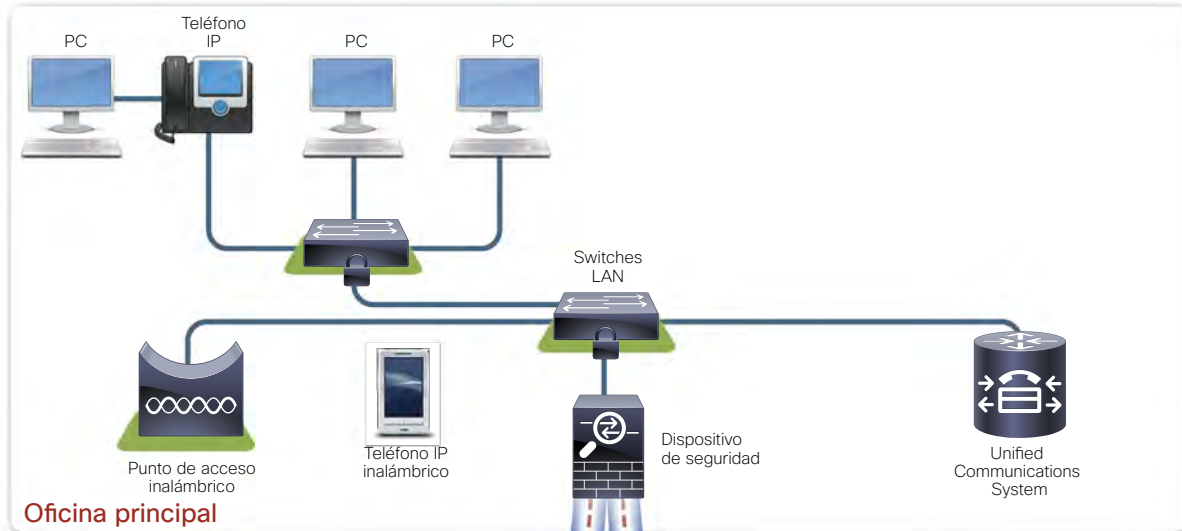 PC
Teléfono
IP
PC
PC
Switches
LAN
Punto de acceso
inalámbrico
Teléfono IP
inalámbrico
Dispositivo
de seguridad
Unified
Communications
System
Oficina principal